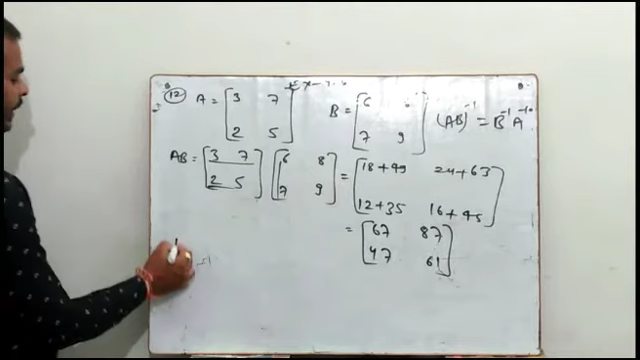 (12) A = [3 7 2 5] B = [6 8 7 9] (AB)⁻¹ = B⁻¹A⁻¹
AB = [3 7 2 5] [6 8 7 9] = [18+49 24+63 12+35 16+45]
= [67 87 47 61]